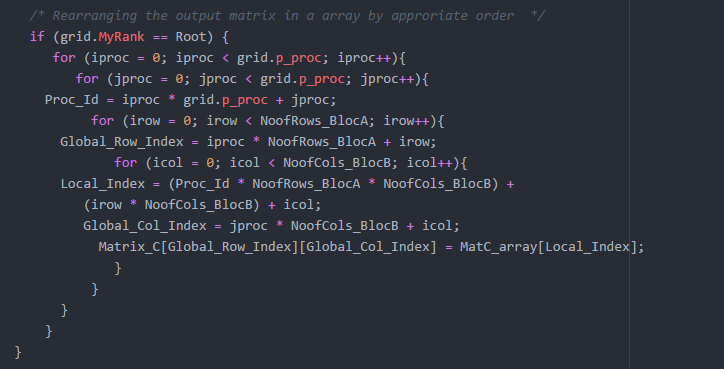 /* Rearranging the output matrix in a array by approriate order  */
if (grid.MyRank == Root) {
for (iproc = 0; iproc < grid.p_proc; iproc++){
for (jproc = 0; jproc < grid.p_proc; jproc++){
Proc_Id = iproc * grid.p_proc + jproc;
for (irow = 0; irow < NoofRows_BlocA; irow++){
Global_Row_Index = iproc * NoofRows_BlocA + irow;
for (icol = 0; icol < NoofCols_BlocB; icol++){
Local_Index = (Proc_Id * NoofRows_BlocA * NoofCols_BlocB) +
(irow * NoofCols_BlocB) + icol;
Global_Col_Index = jproc * NoofCols_BlocB + icol;
Matrix_C[Global_Row_Index][Global_Col_Index] = MatC_array[Local_Index];
}
}
}
}
}